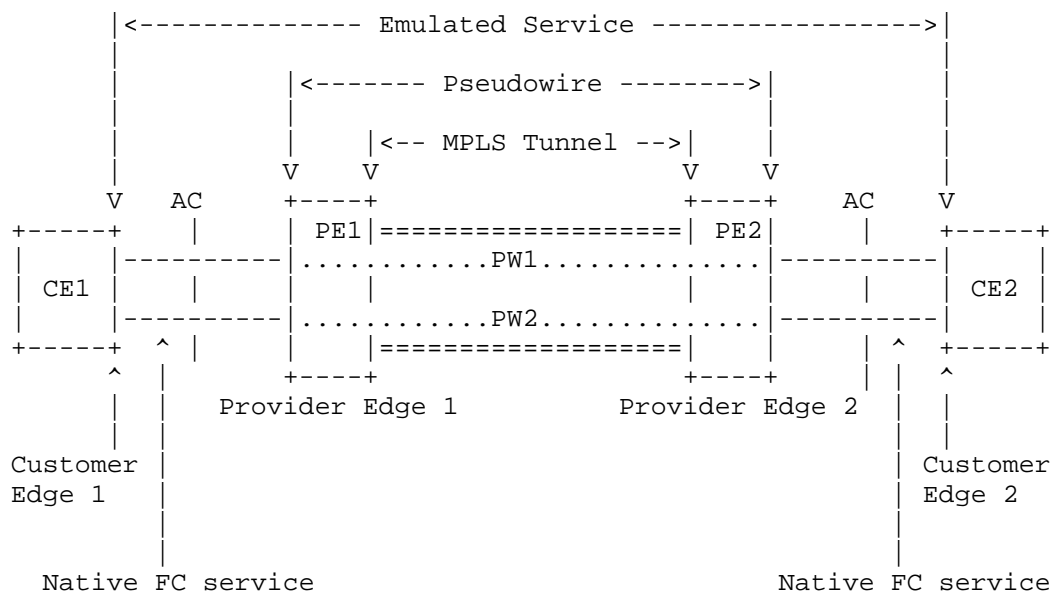 |<------------- Emulated Service ---------------->|
|<------- Pseudowire ------->|
|<-- MPLS Tunnel -->|
V V V V
V AC AC V
PE1 PE2
PW1
CE1 CE2
PW2
Provider Edge 1 Provider Edge 2
Customer Customer
Edge 1 Edge 2
Native FC service Native FC service